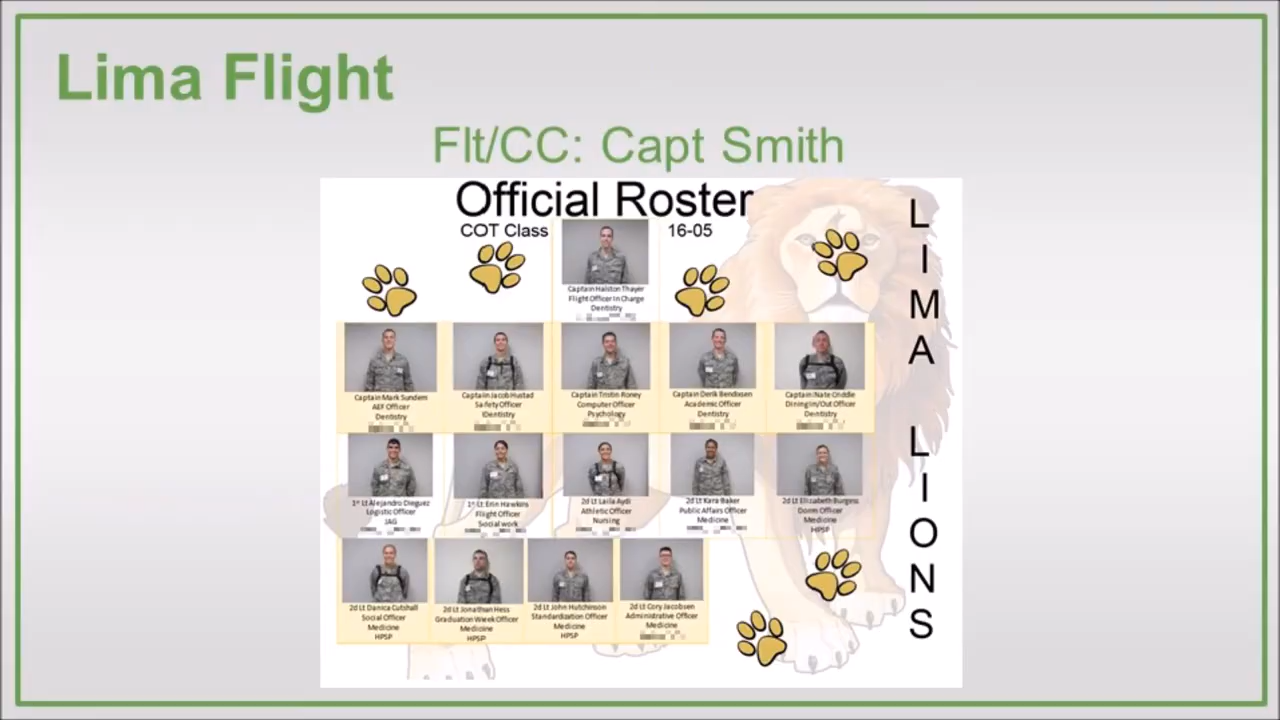 Lima Flight
Flt/CC: Capt Smith
Official Roster
COT Class 16-05
Captain Halston Thayer
Flight Officer In Charge
Dentistry
Captain Mark Sundem
AEF Officer
Dentistry
Captain Jacob Hustad
Safety Officer
Dentistry
Captain Tristin Roney
Computer Officer
Psychology
Captain Derik Bendixsen
Academic Officer
Dentistry
Captain Nate Criddle
Dining In/Out Officer
Dentistry
1st Lt Alejandro Dieguez
Logistic Officer
JAG
1st Lt Erin Hawkins
Flight Officer
Social work
2d Lt Laila Aydi
Athletic Officer
Nursing
2d Lt Kara Baker
Public Affairs Officer
Medicine
2d Lt Elizabeth Burgess
Dorm Officer
Medicine
HPSP
2d Lt Danica Cutshall
Social Officer
Medicine
HPSP
2d Lt Jonathan Hess
Graduation Week Officer
Medicine
HPSP
2d Lt John Hutchinson
Standardization Officer
Medicine
HPSP
2d Lt Cory Jacobsen
Administrative Officer
Medicine
LIMA LIONS